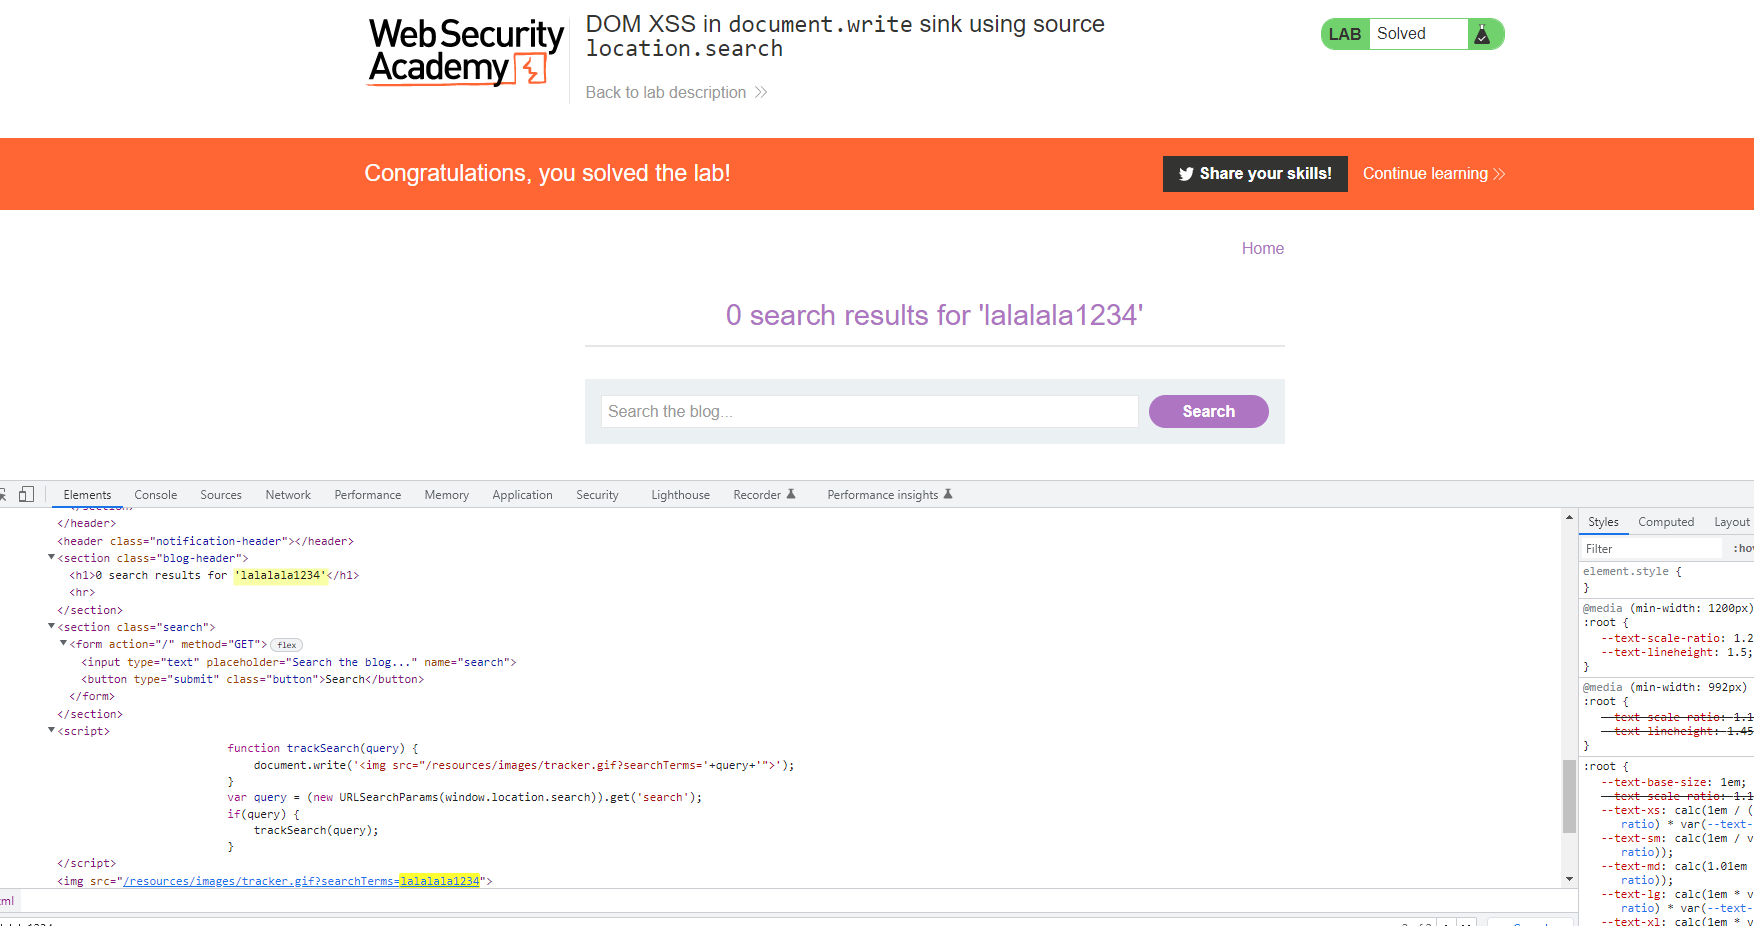 Web Security
Academy
DOM XSS in document.write sink using source
location.search
Back to lab description
LAB Solved
Congratulations, you solved the lab!
Share your skills!
Continue learning
Home
0 search results for 'lalalala1234'
Search the blog...
Search
Elements Console Sources Network Performance Memory Application Security Lighthouse Recorder Performance insights
</section>
</header>
<header class="notification-header"></header>
<section class="blog-header">
<h1>0 search results for 'lalalala1234'</h1>
<hr>
</section>
<section class="search">
<form action="/" method="GET"> flex
<input type="text" placeholder="Search the blog..." name="search">
<button type="submit" class="button">Search</button>
</form>
</section>
<script>
function trackSearch(query) {
document.write('<img src="/resources/images/tracker.gif?searchTerms='+query+'">');
}
var query = (new URLSearchParams(window.location.search)).get('search');
if(query) {
trackSearch(query);
}
</script>
<img src="/resources/images/tracker.gif?searchTerms=lalalala1234">
Styles Computed Layout
Filter
element.style {
}
@media (min-width: 1200px)
:root {
--text-scale-ratio: 1.2
--text-lineheight: 1.5;
}
@media (min-width: 992px)
:root {
--text-scale-ratio: 1.1
--text-lineheight: 1.45
}
:root {
--text-base-size: 1em;
--text-scale-ratio: 1.1
--text-xs: calc(1em / (
ratio) * var(--text-
--text-sm: calc(1em / v
ratio));
--text-md: calc(1.01em
ratio));
--text-lg: calc(1em * v
ratio) * var(--text-
--text-xl: calc(1em * v